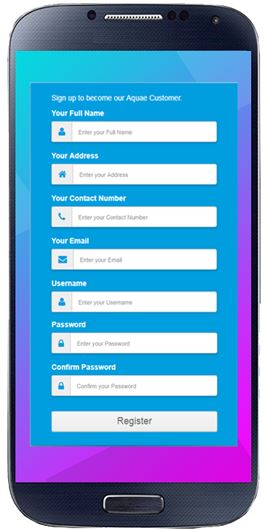 Sign up to become our Aquae Customer.
Your Full Name
Enter your Full Name
Your Address
Enter your Address
Your Contact Number
Enter your Contact Number
Your Email
Enter your Email
Username
Enter your Username
Password
Enter your Password
Confirm Password
Confirm your Password
Register